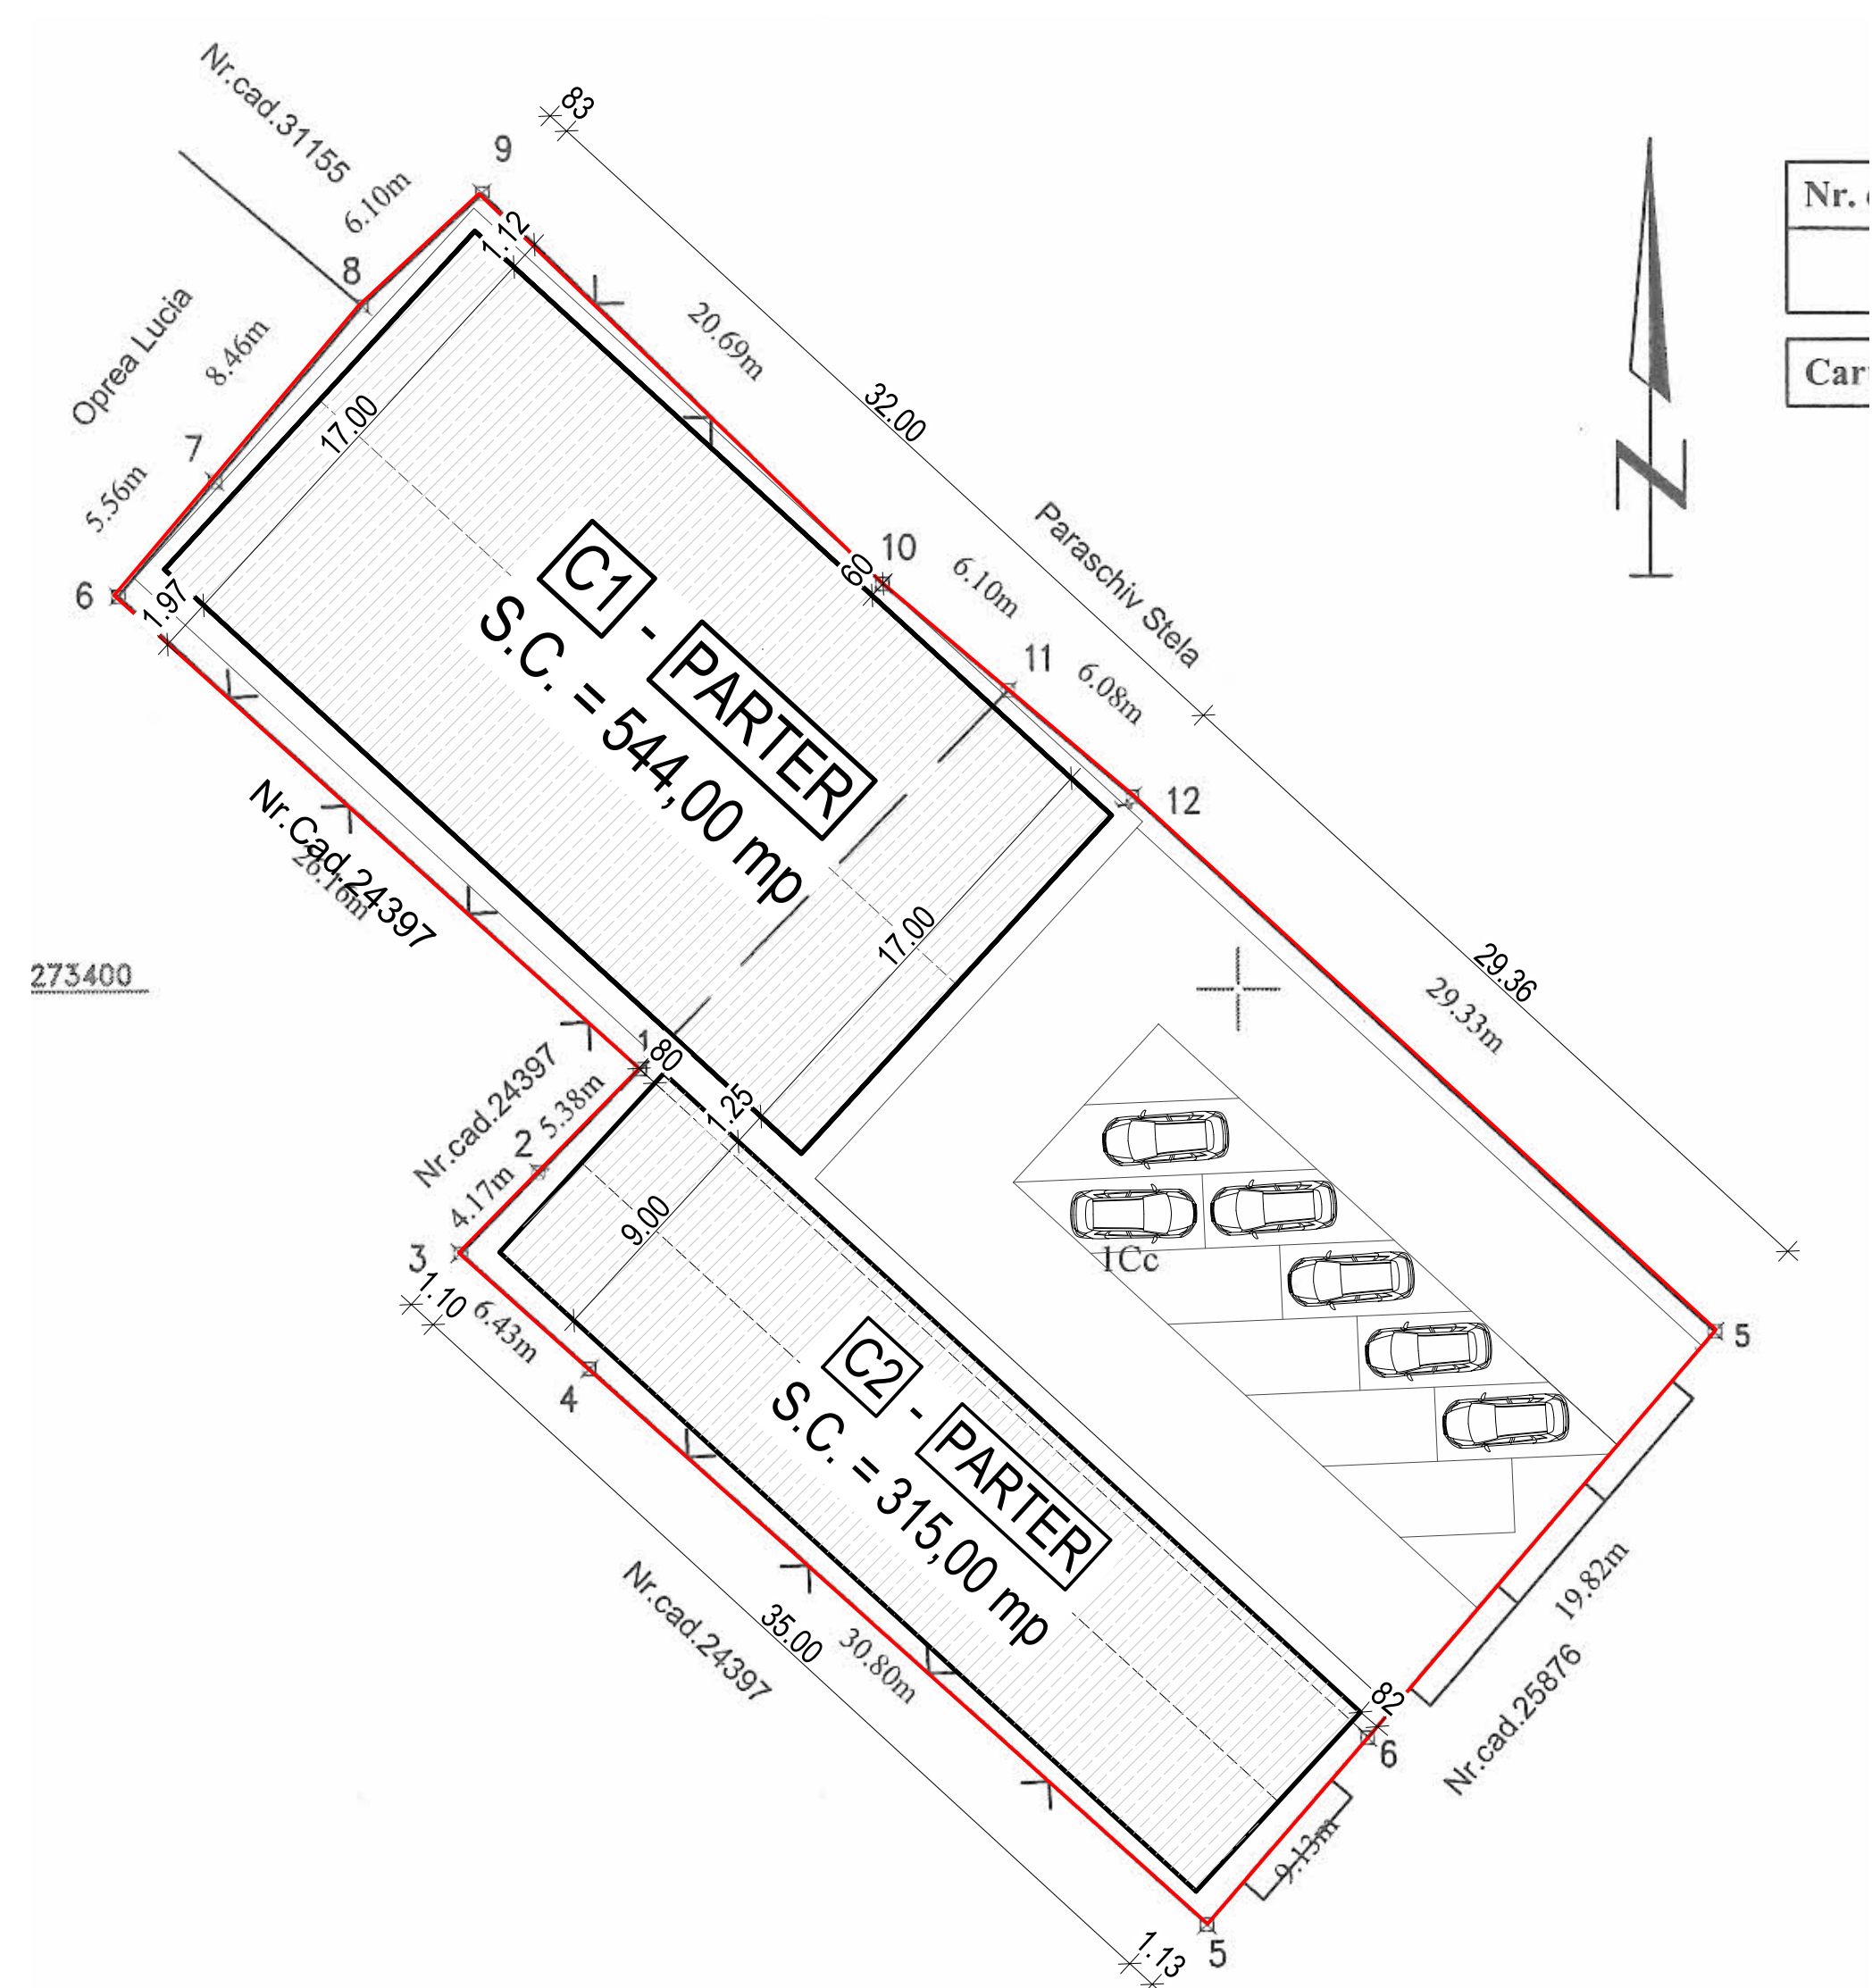 Nr.cad.31155
83
9
6.10m
1.12
8
Oprea Lucia
8.46m
20.69m
32.00
Nr.
Car
17.00
7
5.56m
6
1.97
C1 - PARTER
S.C. = 544,00 mp
60
10
6.10m
Paraschiv Stela
11
6.08m
12
N
Nr.Cad.24397
26.16m
17.00
273400
29.36
29.33m
1
80
Nr.cad.24397
5.38m
1.25
2
4.17m
3
9.00
1.10
6.43m
4
1Cc
5
C2 - PARTER
S.C. = 315,00 mp
Nr.cad.24397
35.00
30.80m
19.82m
82
6
Nr.cad.25876
9.13m
5
1.13